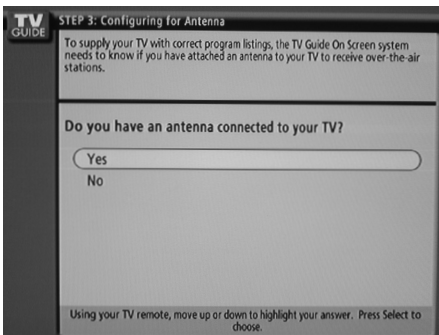 TV
GUIDE
STEP 3: Configuring for Antenna
To supply your TV with correct program listings, the TV Guide On Screen system
needs to know if you have attached an antenna to your TV to receive over-the-air
stations.
Do you have an antenna connected to your TV?
Yes
No
Using your TV remote, move up or down to highlight your answer. Press Select to
choose.